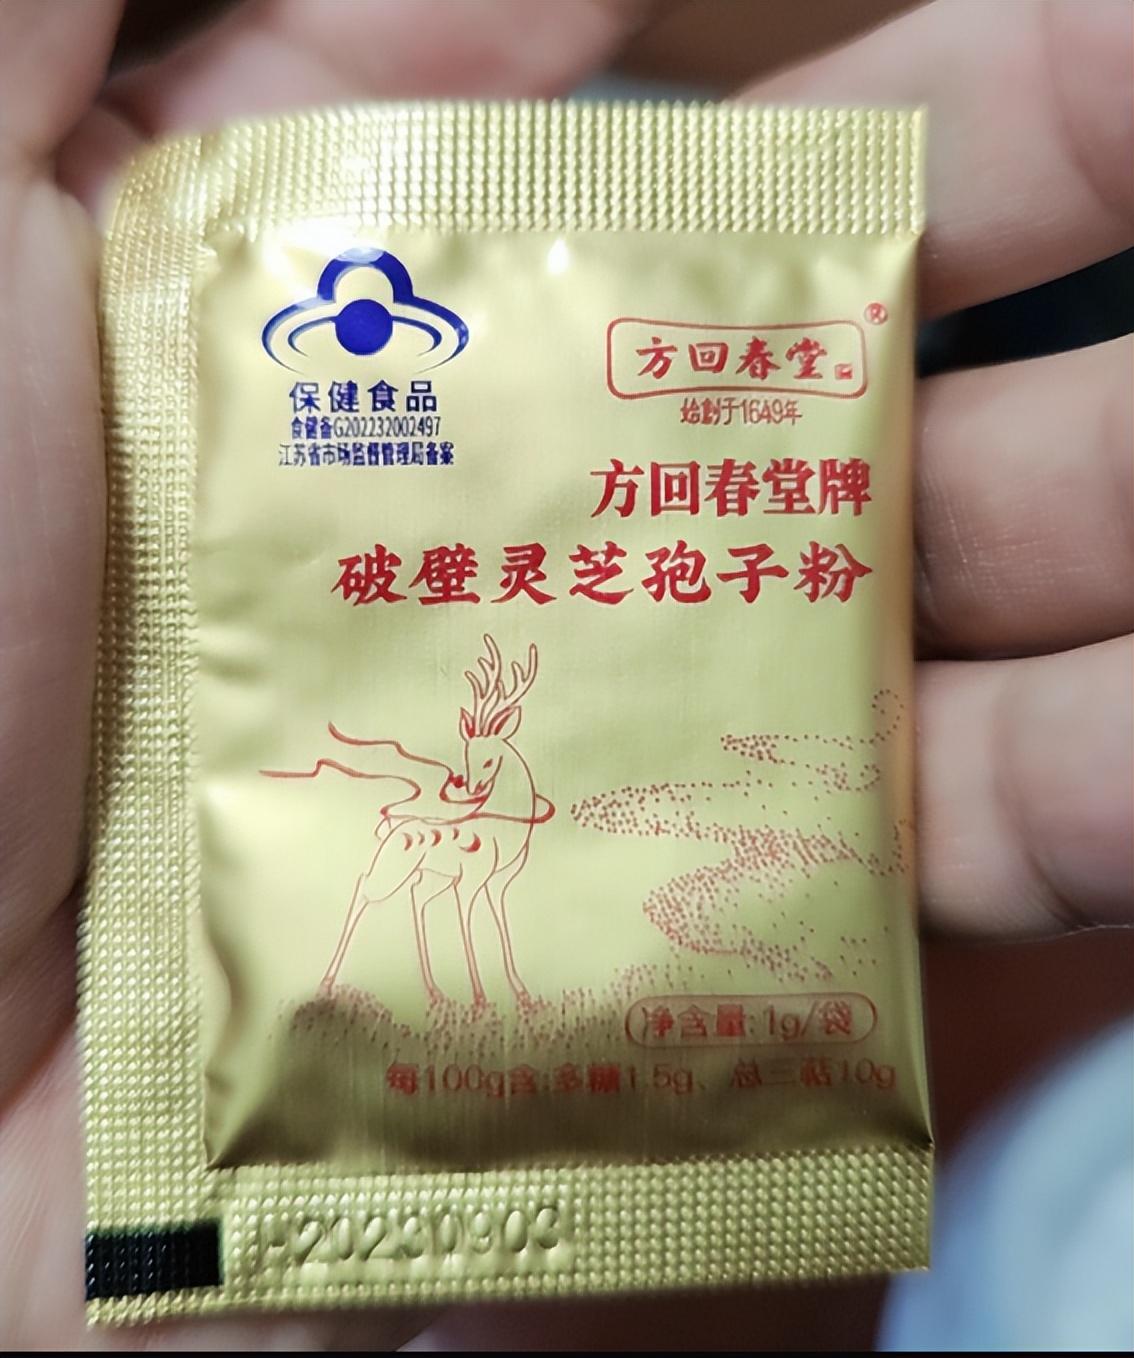 保健食品
食健备G202232002497
江苏省市场监督管理局备案
方回春堂®
始創于1649年
方回春堂牌
破壁灵芝孢子粉
净含量:1g/袋
每100g含:多糖1.5g、总三萜10g
20230903